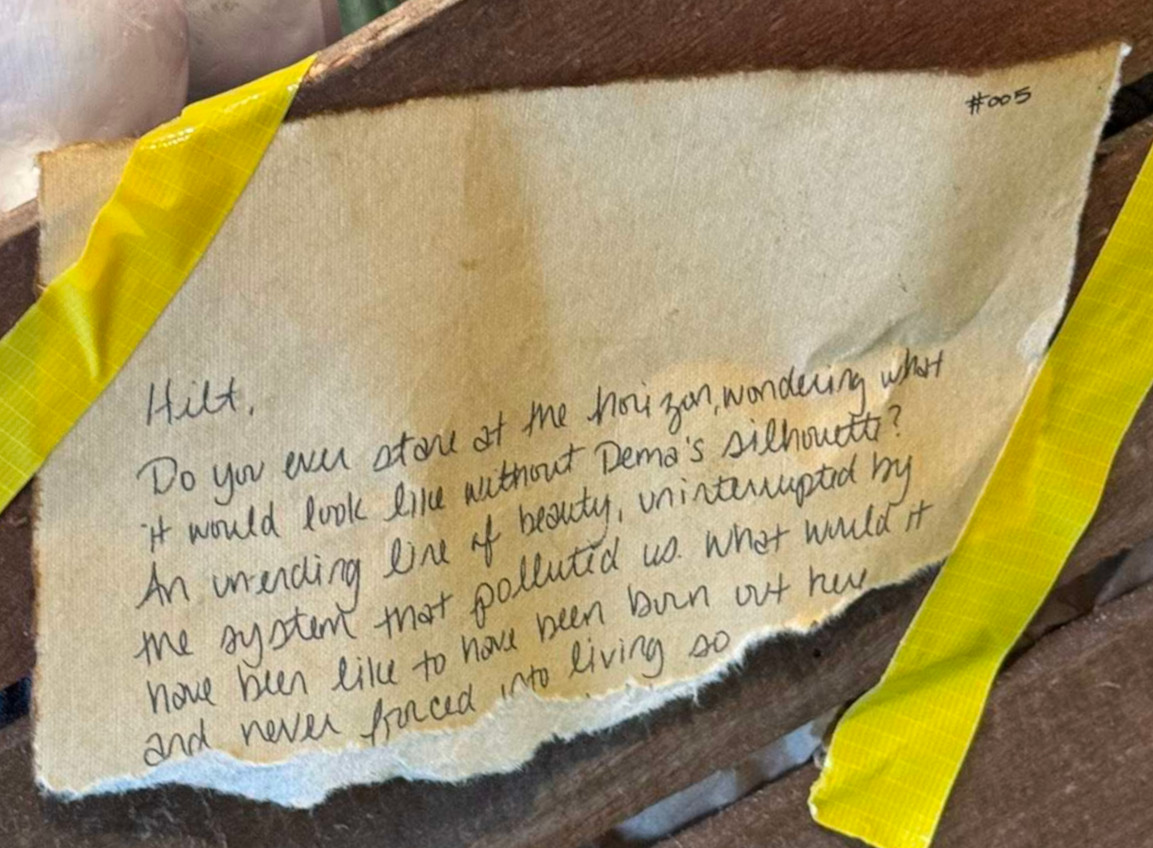 #005
Hilt,
Do you ever stare at the horizon, wondering what
it would look like without Dema's silhouette?
An unending line of beauty, uninterrupted by
the system that polluted us. What would it
have been like to have been born out here
and never forced into living so